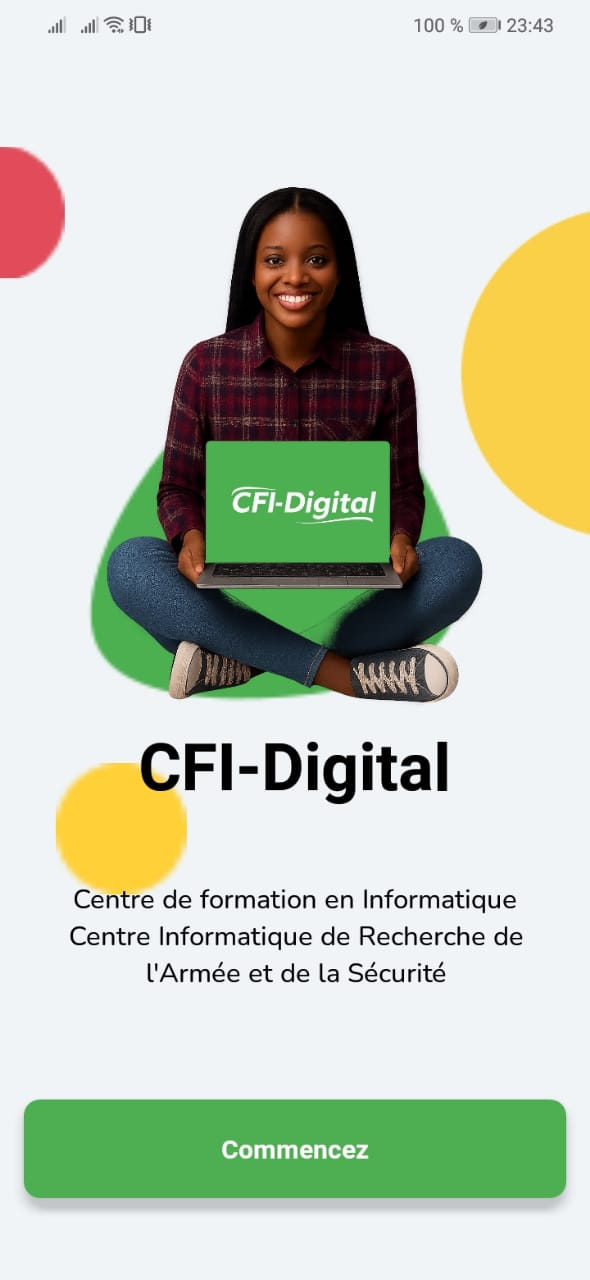 100 % 23:43
CFI-Digital
CFI-Digital
Centre de formation en Informatique
Centre Informatique de Recherche de
l'Armée et de la Sécurité
Commencez